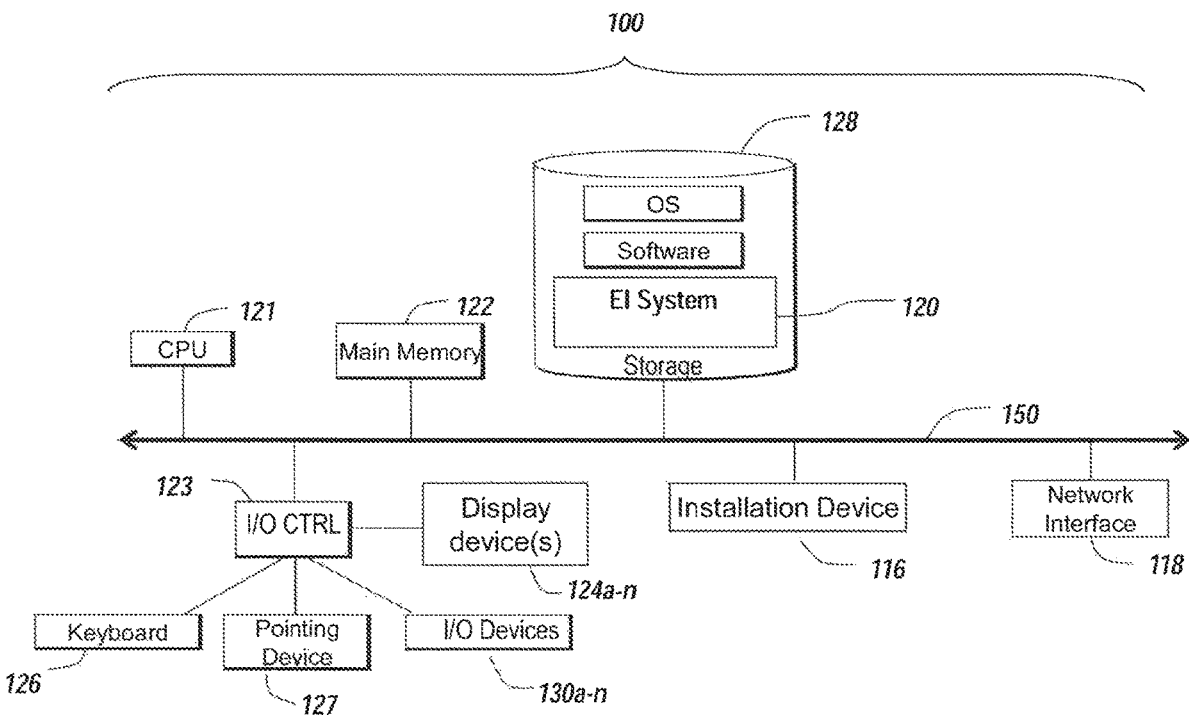 100
128
OS
Software
EI System
120
Storage
121
CPU
122
Main Memory
150
123
I/O CTRL
Display
device(s)
124a-n
Installation Device
116
Network
Interface
118
Keyboard
126
Pointing
Device
127
I/O Devices
130a-n